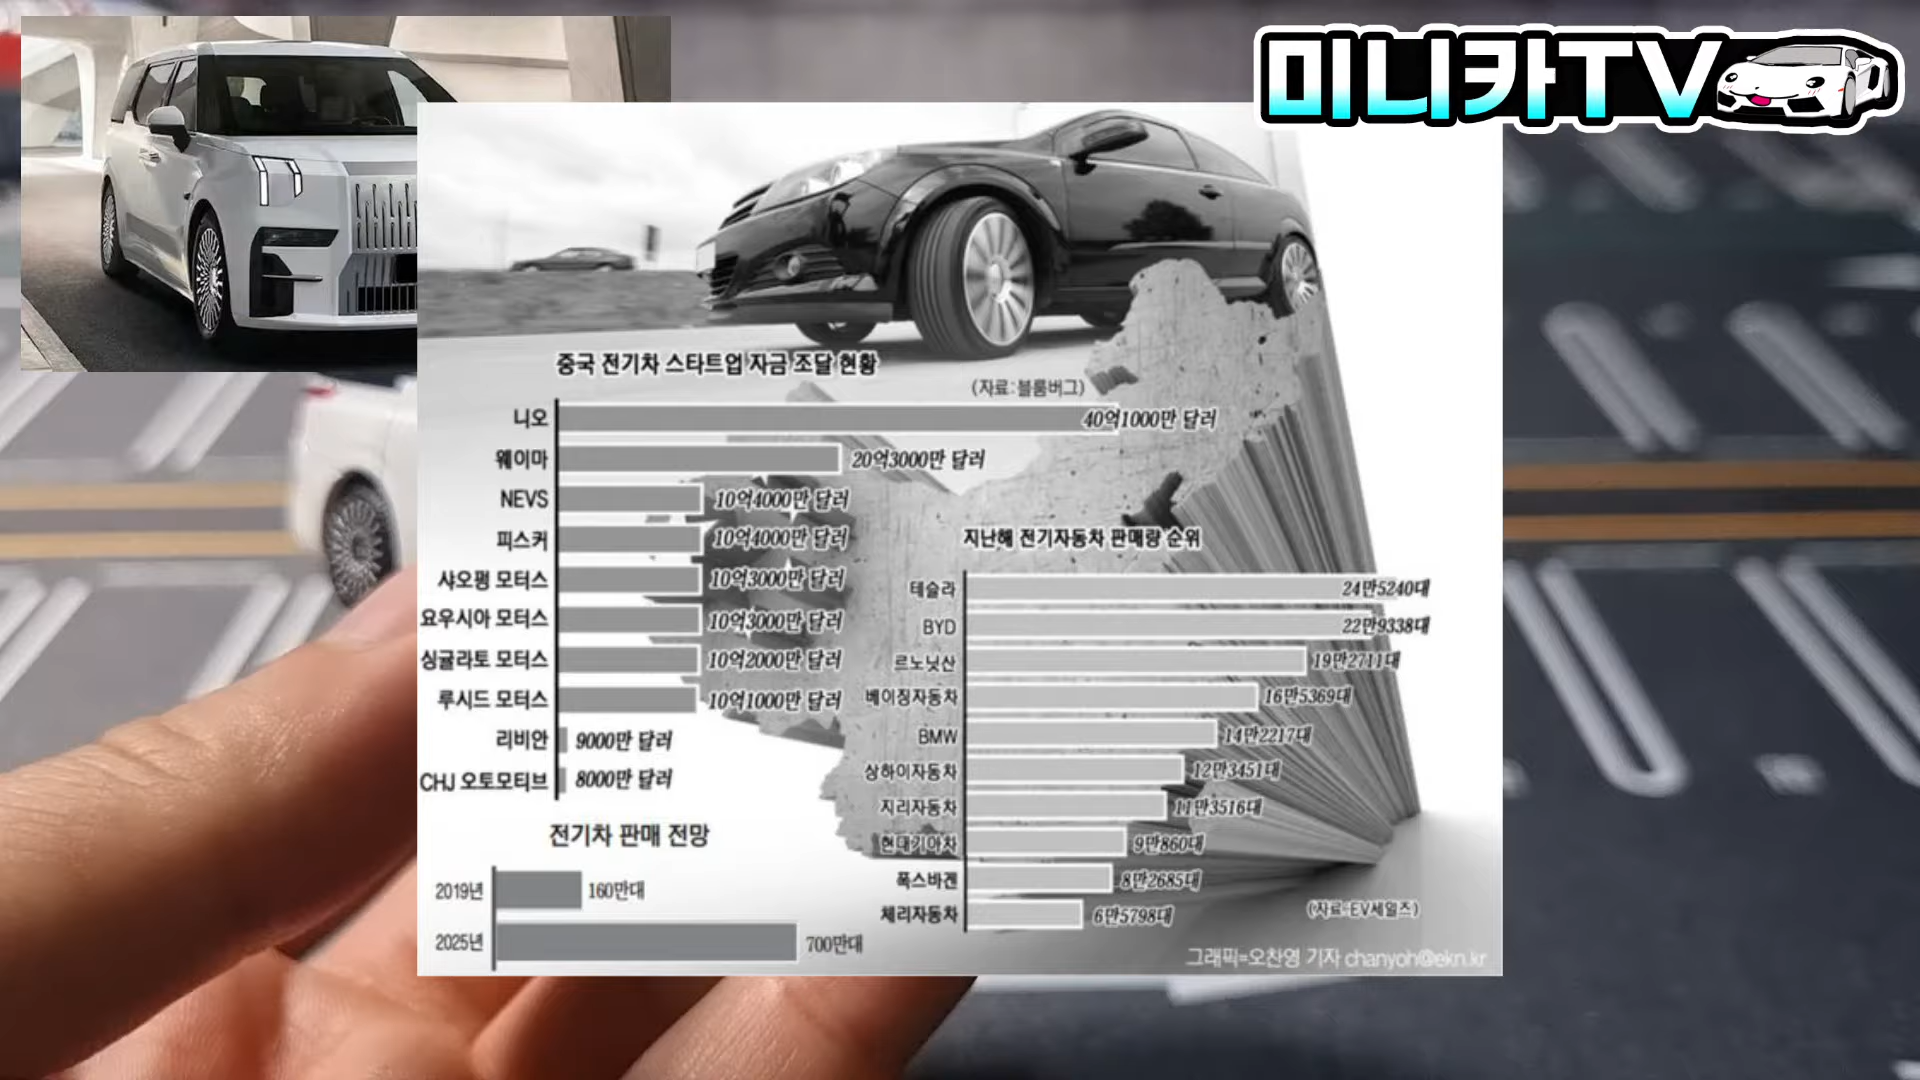 미니카TV
중국 전기차 스타트업 자금 조달 현황
(자료:블룸버그)
니오 40억1000만 달러
웨이마 20억3000만 달러
NEVS 10억4000만 달러
피스커 10억4000만 달러
샤오펑 모터스 10억3000만 달러
요우시아 모터스 10억3000만 달러
싱귤라토 모터스 10억2000만 달러
루시드 모터스 10억1000만 달러
리비안 9000만 달러
CHJ 오토모티브 8000만 달러
전기차 판매 전망
2019년 160만대
2025년 700만대
지난해 전기자동차 판매량 순위
테슬라 24만5240대
BYD 22만9338대
르노닛산 19만2711대
베이징자동차 16만5369대
BMW 14만2217대
상하이자동차 12만3451대
지리자동차 11만3516대
현대기아차 9만860대
폭스바겐 8만2685대
체리자동차 6만5798대
(자료=EV세일즈)
그래픽=오찬영 기자 chanyoh@ekn.kr